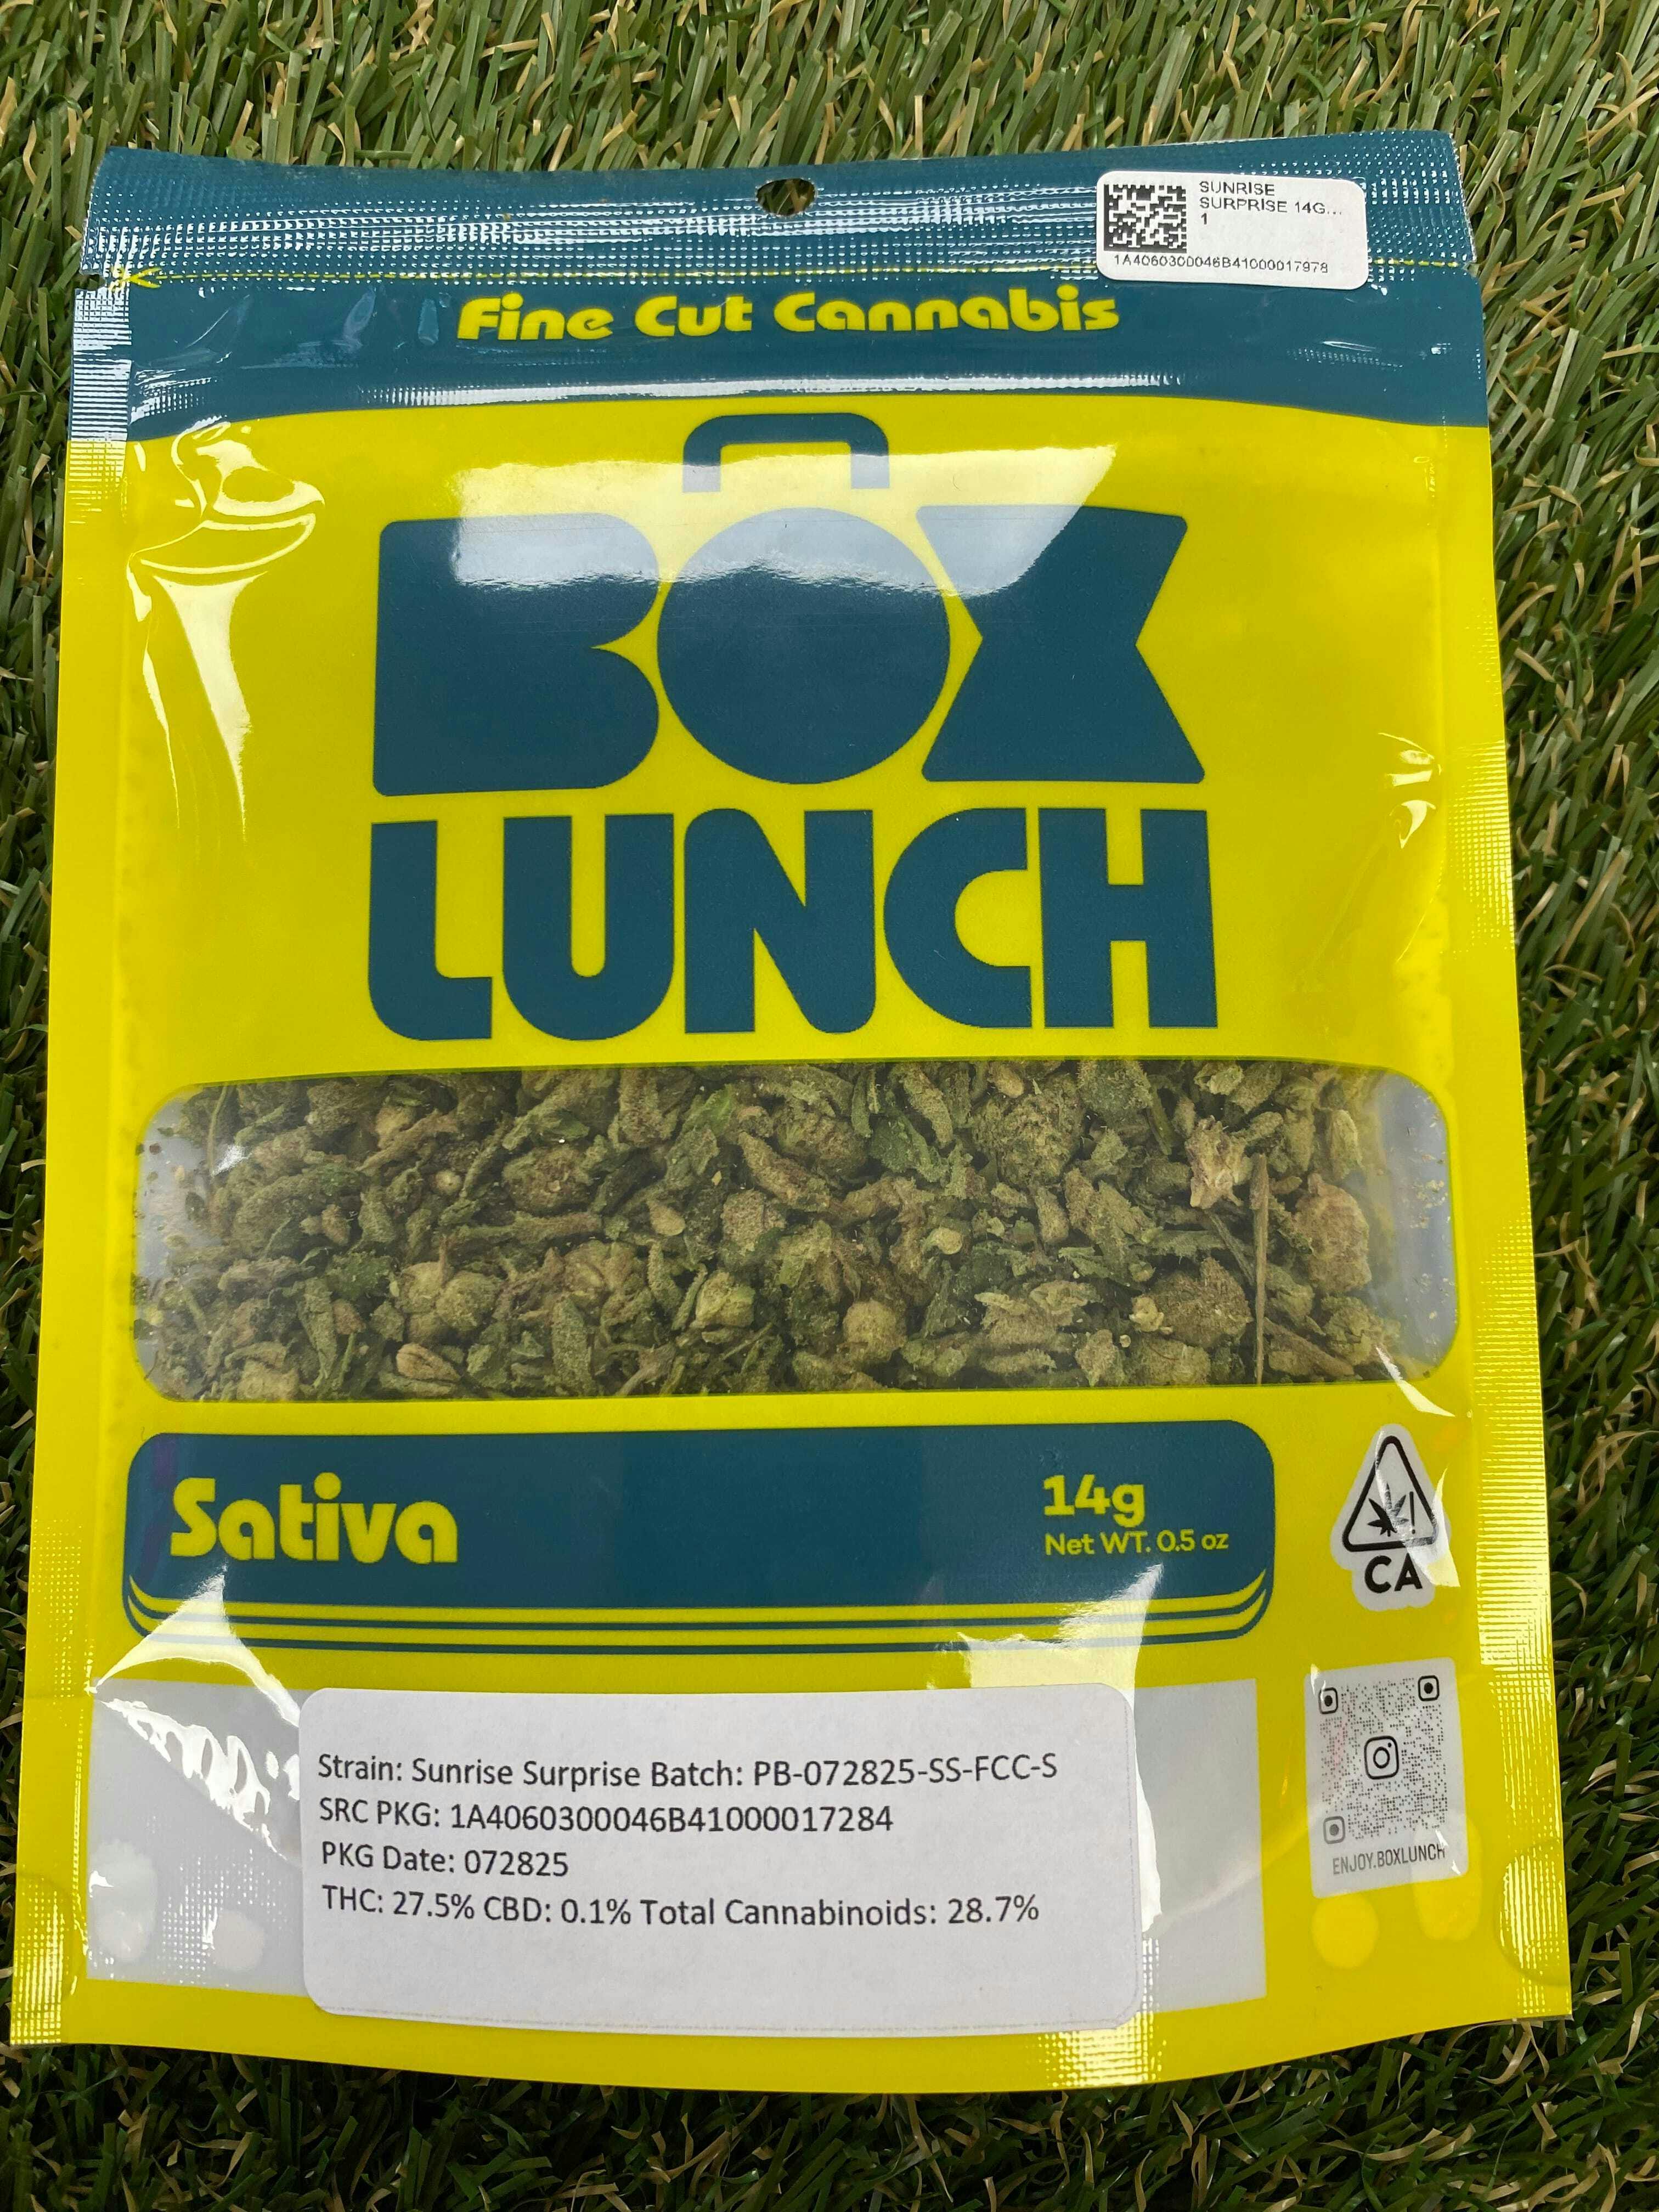 SUNRISE
SURPRISE 14G...
1
1A4060300046B41000017978
Fine Cut Cannabis
BOX
LUNCH
Sativa
14g
Net WT. 0.5 oz
CA
Strain: Sunrise Surprise Batch: PB-072825-SS-FCC-S
SRC PKG: 1A4060300046B41000017284
PKG Date: 072825
THC: 27.5% CBD: 0.1% Total Cannabinoids: 28.7%
ENJOY.BOXLUNCH